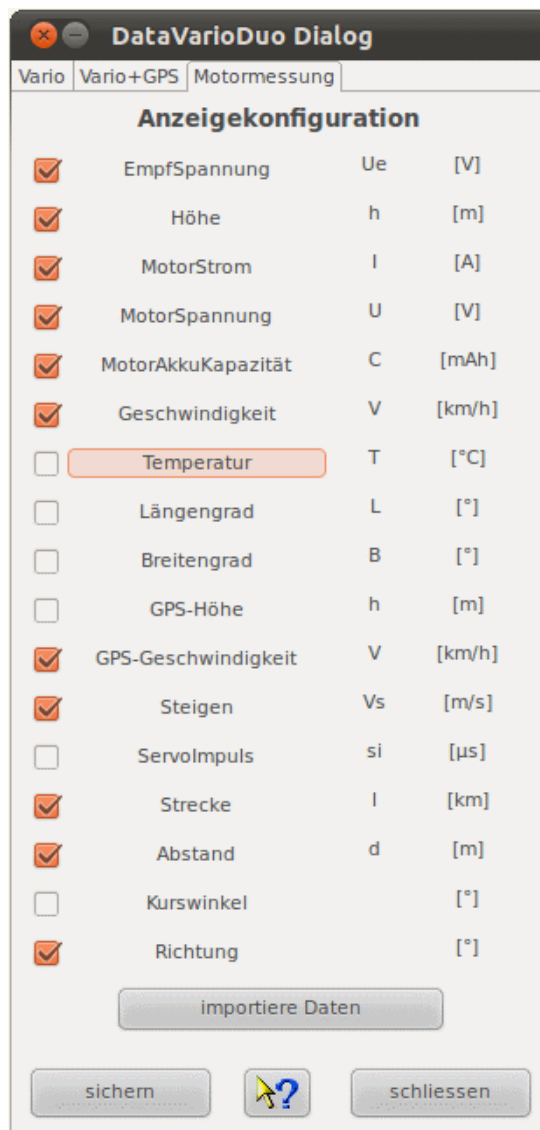 DataVarioDuo Dialog
Vario Vario+GPS Motormessung
Anzeigekonfiguration
EmpfSpannung Ue [V]
Höhe h [m]
MotorStrom I [A]
MotorSpannung U [V]
MotorAkkuKapazität C [mAh]
Geschwindigkeit V [km/h]
Temperatur T [°C]
Längengrad L [°]
Breitengrad B [°]
GPS-Höhe h [m]
GPS-Geschwindigkeit V [km/h]
Steigen Vs [m/s]
ServoImpuls si [µs]
Strecke l [km]
Abstand d [m]
Kurswinkel [°]
Richtung [°]
importiere Daten
sichern ? schliessen